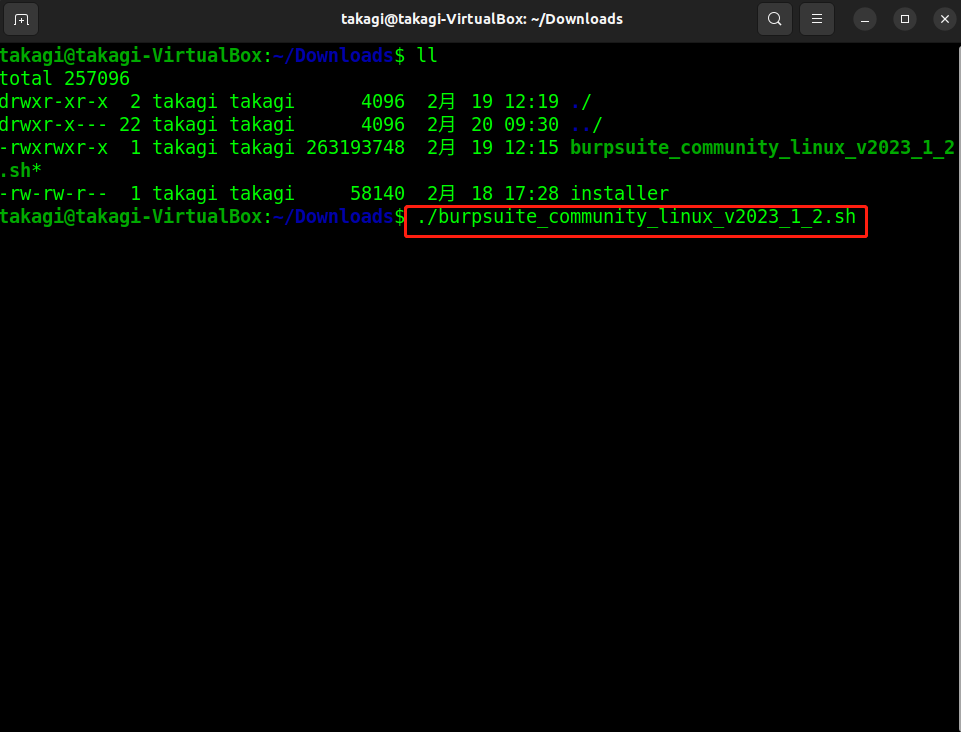 takagi@takagi-VirtualBox: ~/Downloads
takagi@takagi-VirtualBox:~/Downloads$ ll
total 257096
drwxr-xr-x  2 takagi takagi      4096  2月 19 12:19 ./
drwxr-x--- 22 takagi takagi      4096  2月 20 09:30 ../
-rwxrwxr-x  1 takagi takagi 263193748  2月 19 12:15 burpsuite_community_linux_v2023_1_2
.sh*
-rw-rw-r--  1 takagi takagi     58140  2月 18 17:28 installer
takagi@takagi-VirtualBox:~/Downloads$ ./burpsuite_community_linux_v2023_1_2.sh